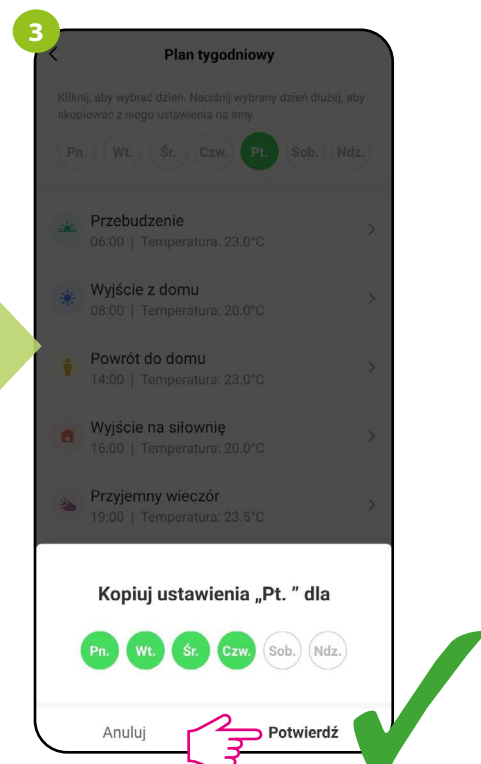 3
Plan tygodniowy
Kliknij, aby wybrać dzień. Naciśnij wybrany dzień dłużej, aby
skopiować z niego ustawienia na inny.
Pn. Wt. Śr. Czw. Pt. Sob. Ndz.
Przebudzenie
06:00 | Temperatura: 23.0°C
Wyjście z domu
08:00 | Temperatura: 20.0°C
Powrót do domu
14:00 | Temperatura: 23.0°C
Wyjście na siłownię
16:00 | Temperatura: 20.0°C
Przyjemny wieczór
19:00 | Temperatura: 23.5°C
Kopiuj ustawienia „Pt. ” dla
Pn. Wt. Śr. Czw. Sob. Ndz.
Anuluj Potwierdź